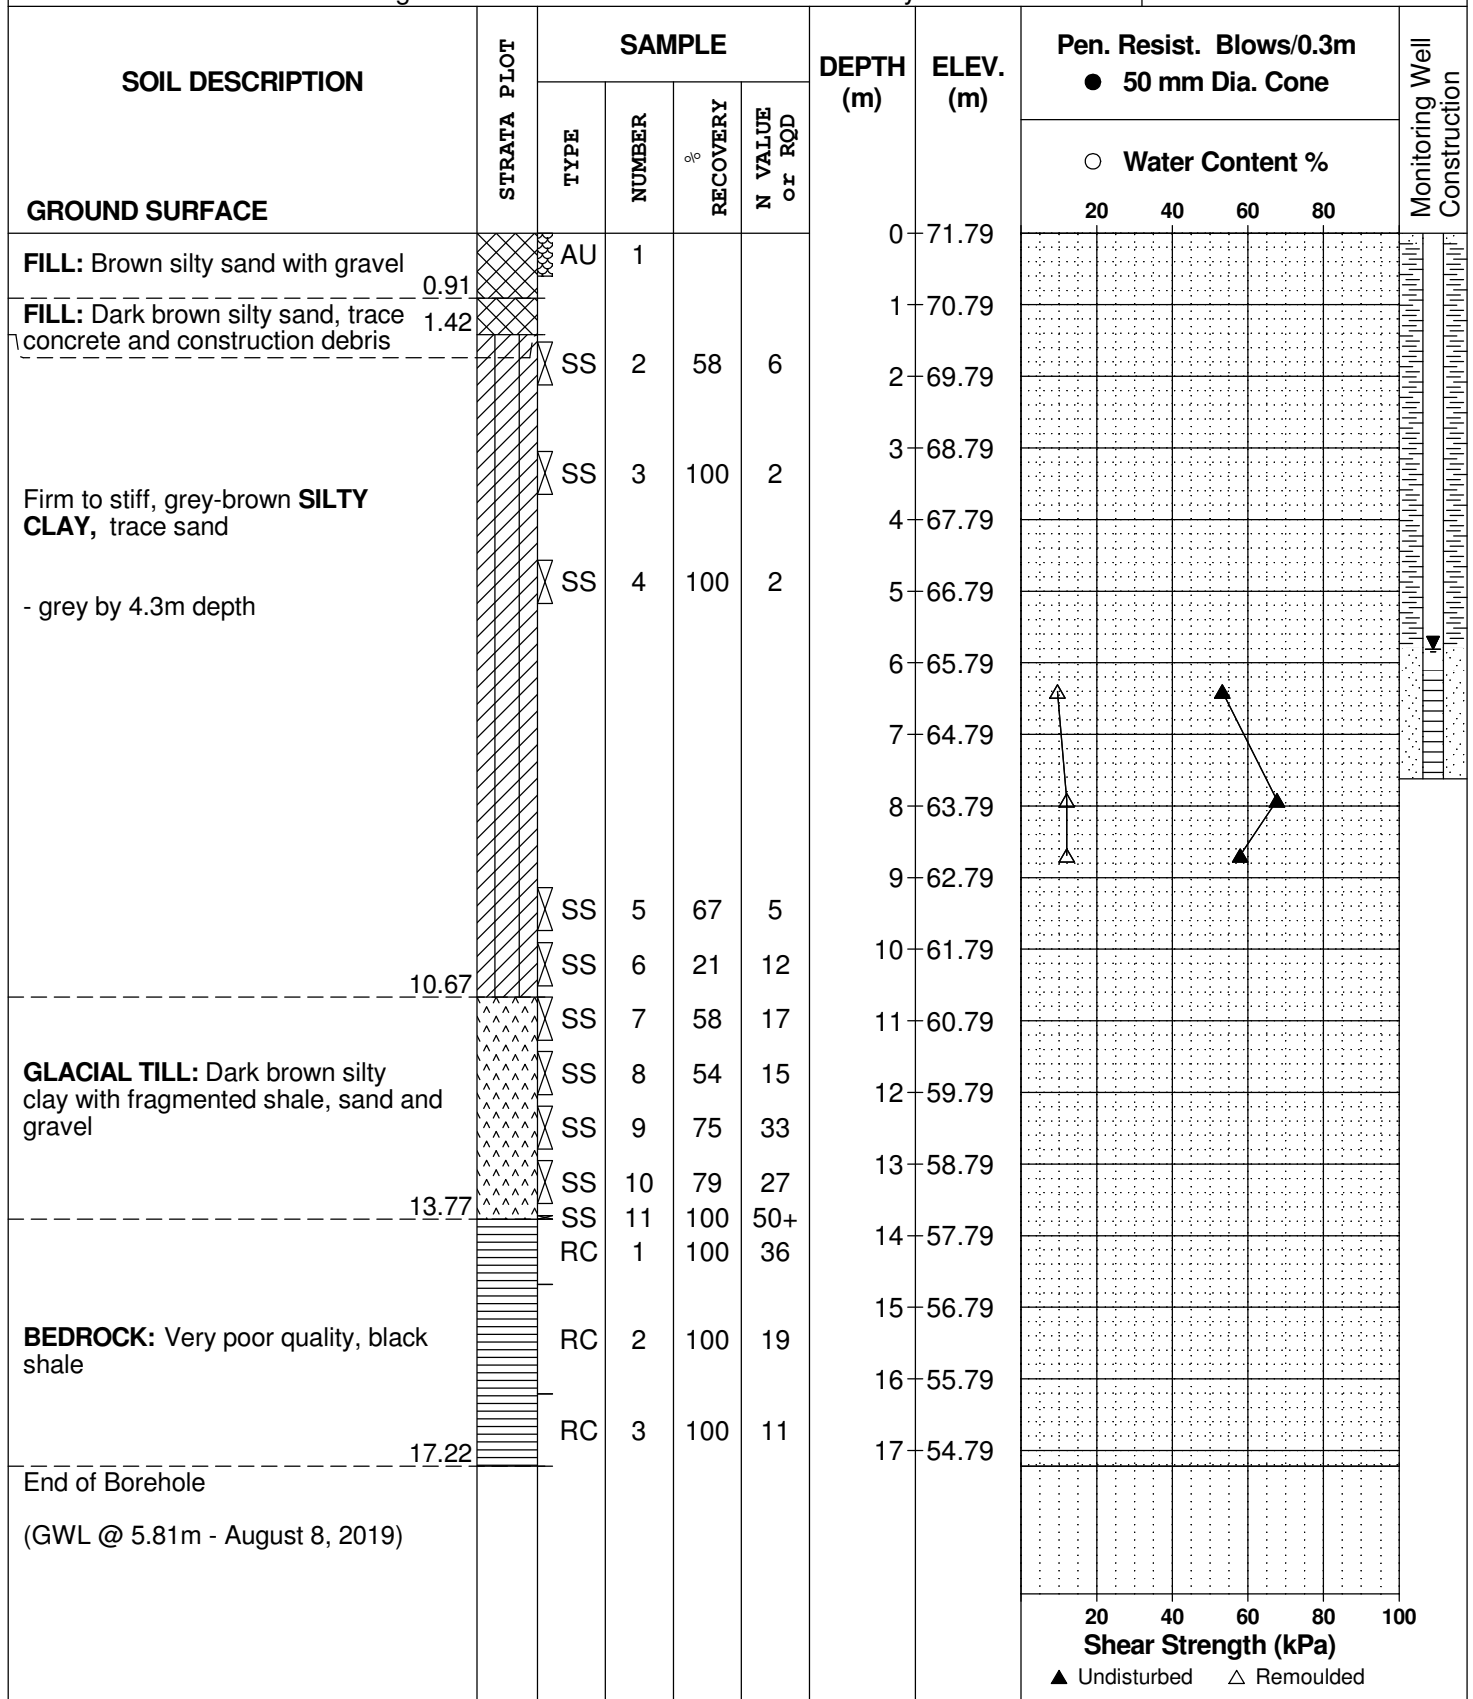 SOIL DESCRIPTION
GROUND SURFACE
STRATA PLOT
SAMPLE
TYPE
NUMBER
% RECOVERY
N VALUE or RQD
DEPTH (m)
ELEV. (m)
Pen. Resist. Blows/0.3m
● 50 mm Dia. Cone
○ Water Content %
20 40 60 80
Monitoring Well Construction
0 71.79
FILL: Brown silty sand with gravel
0.91
AU 1
1 70.79
FILL: Dark brown silty sand, trace
concrete and construction debris
1.42
SS 2 58 6
2 69.79
3 68.79
SS 3 100 2
Firm to stiff, grey-brown SILTY
CLAY, trace sand
4 67.79
SS 4 100 2
- grey by 4.3m depth
5 66.79
6 65.79
7 64.79
8 63.79
9 62.79
SS 5 67 5
10 61.79
SS 6 21 12
10.67
SS 7 58 17
11 60.79
GLACIAL TILL: Dark brown silty
clay with fragmented shale, sand and
gravel
SS 8 54 15
12 59.79
SS 9 75 33
13 58.79
SS 10 79 27
13.77
SS 11 100 50+
14 57.79
RC 1 100 36
15 56.79
BEDROCK: Very poor quality, black
shale
RC 2 100 19
16 55.79
RC 3 100 11
17 54.79
17.22
End of Borehole
(GWL @ 5.81m - August 8, 2019)
20 40 60 80 100
Shear Strength (kPa)
▲ Undisturbed △ Remoulded